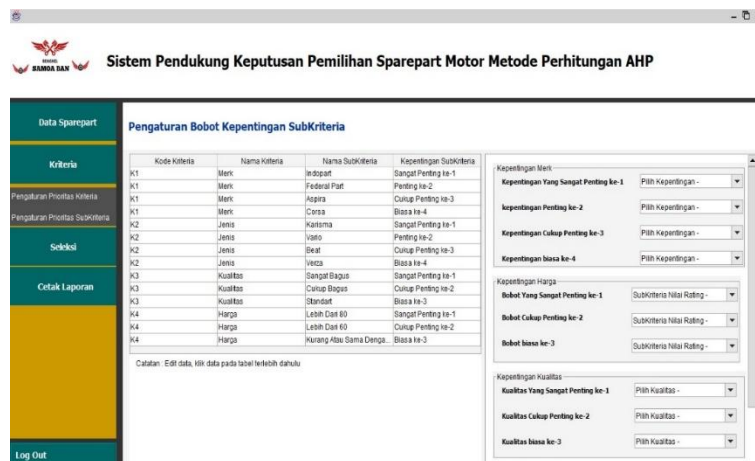 BENGKEL
SAMOA DAN
Sistem Pendukung Keputusan Pemilihan Sparepart Motor Metode Perhitungan AHP
Data Sparepart
Kriteria
Pengaturan Prioritas Kriteria
Pengaturan Prioritas SubKriteria
Seleksi
Cetak Laporan
Log Out
Pengaturan Bobot Kepentingan SubKriteria
Kode Kriteria Nama Kriteria Nama SubKriteria Kepentingan SubKriteria
K1 Merk Indopart Sangat Penting ke-1
K1 Merk Federal Part Penting ke-2
K1 Merk Aspira Cukup Penting ke-3
K1 Merk Corsa Biasa ke-4
K2 Jenis Karisma Sangat Penting ke-1
K2 Jenis Vario Penting ke-2
K2 Jenis Beat Cukup Penting ke-3
K2 Jenis Verza Biasa ke-4
K3 Kualitas Sangat Bagus Sangat Penting ke-1
K3 Kualitas Cukup Bagus Cukup Penting ke-2
K3 Kualitas Standart Biasa ke-3
K4 Harga Lebih Dari 80 Sangat Penting ke-1
K4 Harga Lebih Dari 60 Cukup Penting ke-2
K4 Harga Kurang Atau Sama Denga... Biasa ke-3
Catatan : Edit data, klik data pada tabel terlebih dahulu
Kepentingan Merk
Kepentingan Yang Sangat Penting ke-1 Pilih Kepentingan -
kepentingan Penting ke-2 Pilih Kepentingan -
Kepentingan Cukup Penting ke-3 Pilih Kepentingan -
Kepentingan biasa ke-4 Pilih Kepentingan -
Kepentingan Harga
Bobot Yang Sangat Penting ke-1 SubKriteria Nilai Rating -
Bobot Cukup Penting ke-2 SubKriteria Nilai Rating -
Bobot biasa ke-3 SubKriteria Nilai Rating -
Kepentingan Kualitas
Kualitas Yang Sangat Penting ke-1 Pilih Kualitas -
Kualitas Cukup Penting ke-2 Pilih Kualitas -
Kualitas biasa ke-3 Pilih Kualitas -